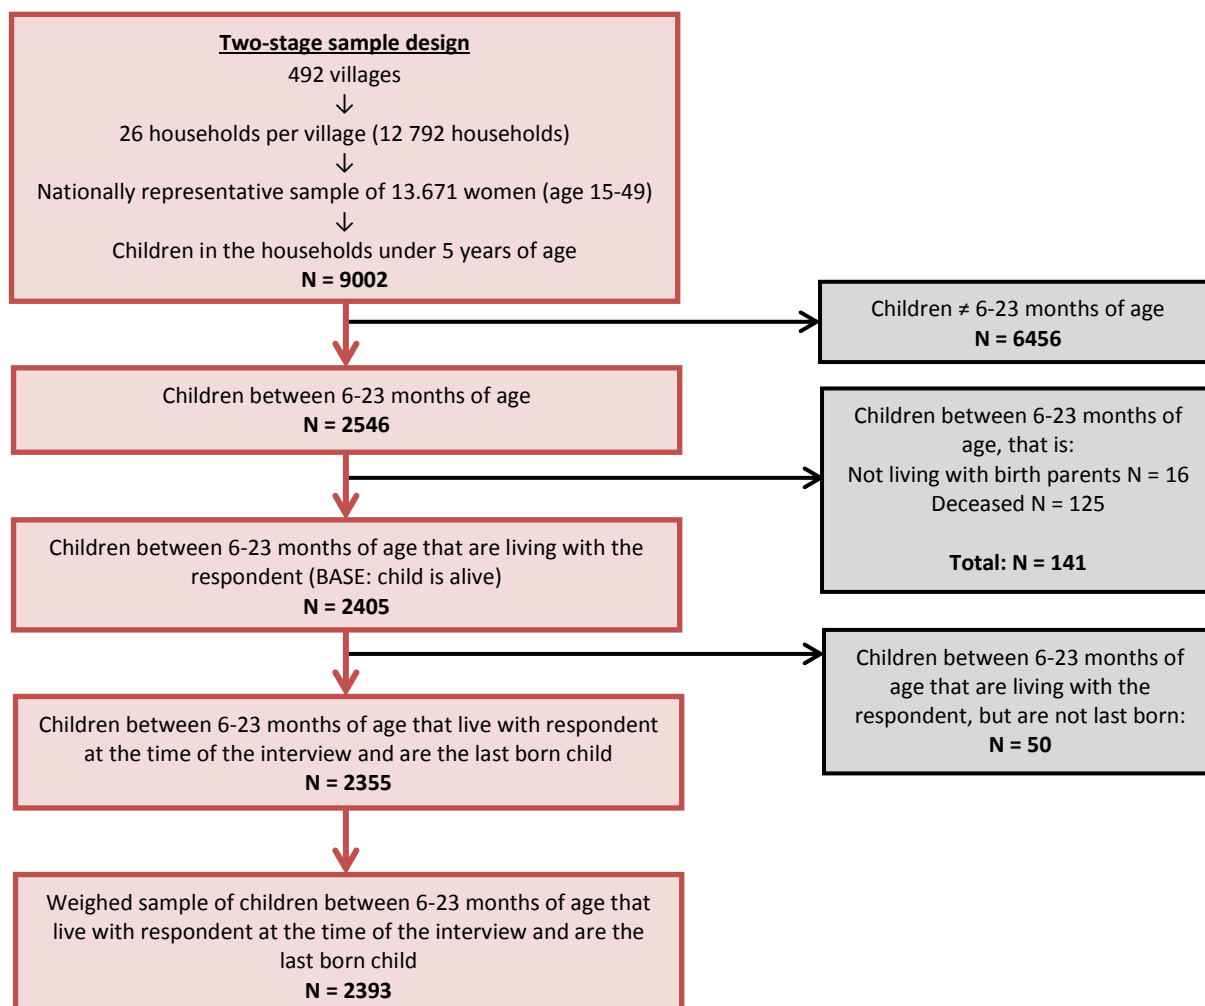 Two-stage sample design
492 villages
↓
26 households per village (12 792 households)
↓
Nationally representative sample of 13.671 women (age 15-49)
↓
Children in the households under 5 years of age
N = 9002
Children ≠ 6-23 months of age
N = 6456
Children between 6-23 months of age
N = 2546
Children between 6-23 months of
age, that is:
Not living with birth parents N = 16
Deceased N = 125
Total: N = 141
Children between 6-23 months of age that are living with the
respondent (BASE: child is alive)
N = 2405
Children between 6-23 months of
age that are living with the
respondent, but are not last born:
N = 50
Children between 6-23 months of age that live with respondent
at the time of the interview and are the last born child
N = 2355
Weighed sample of children between 6-23 months of age that
live with respondent at the time of the interview and are the
last born child
N = 2393